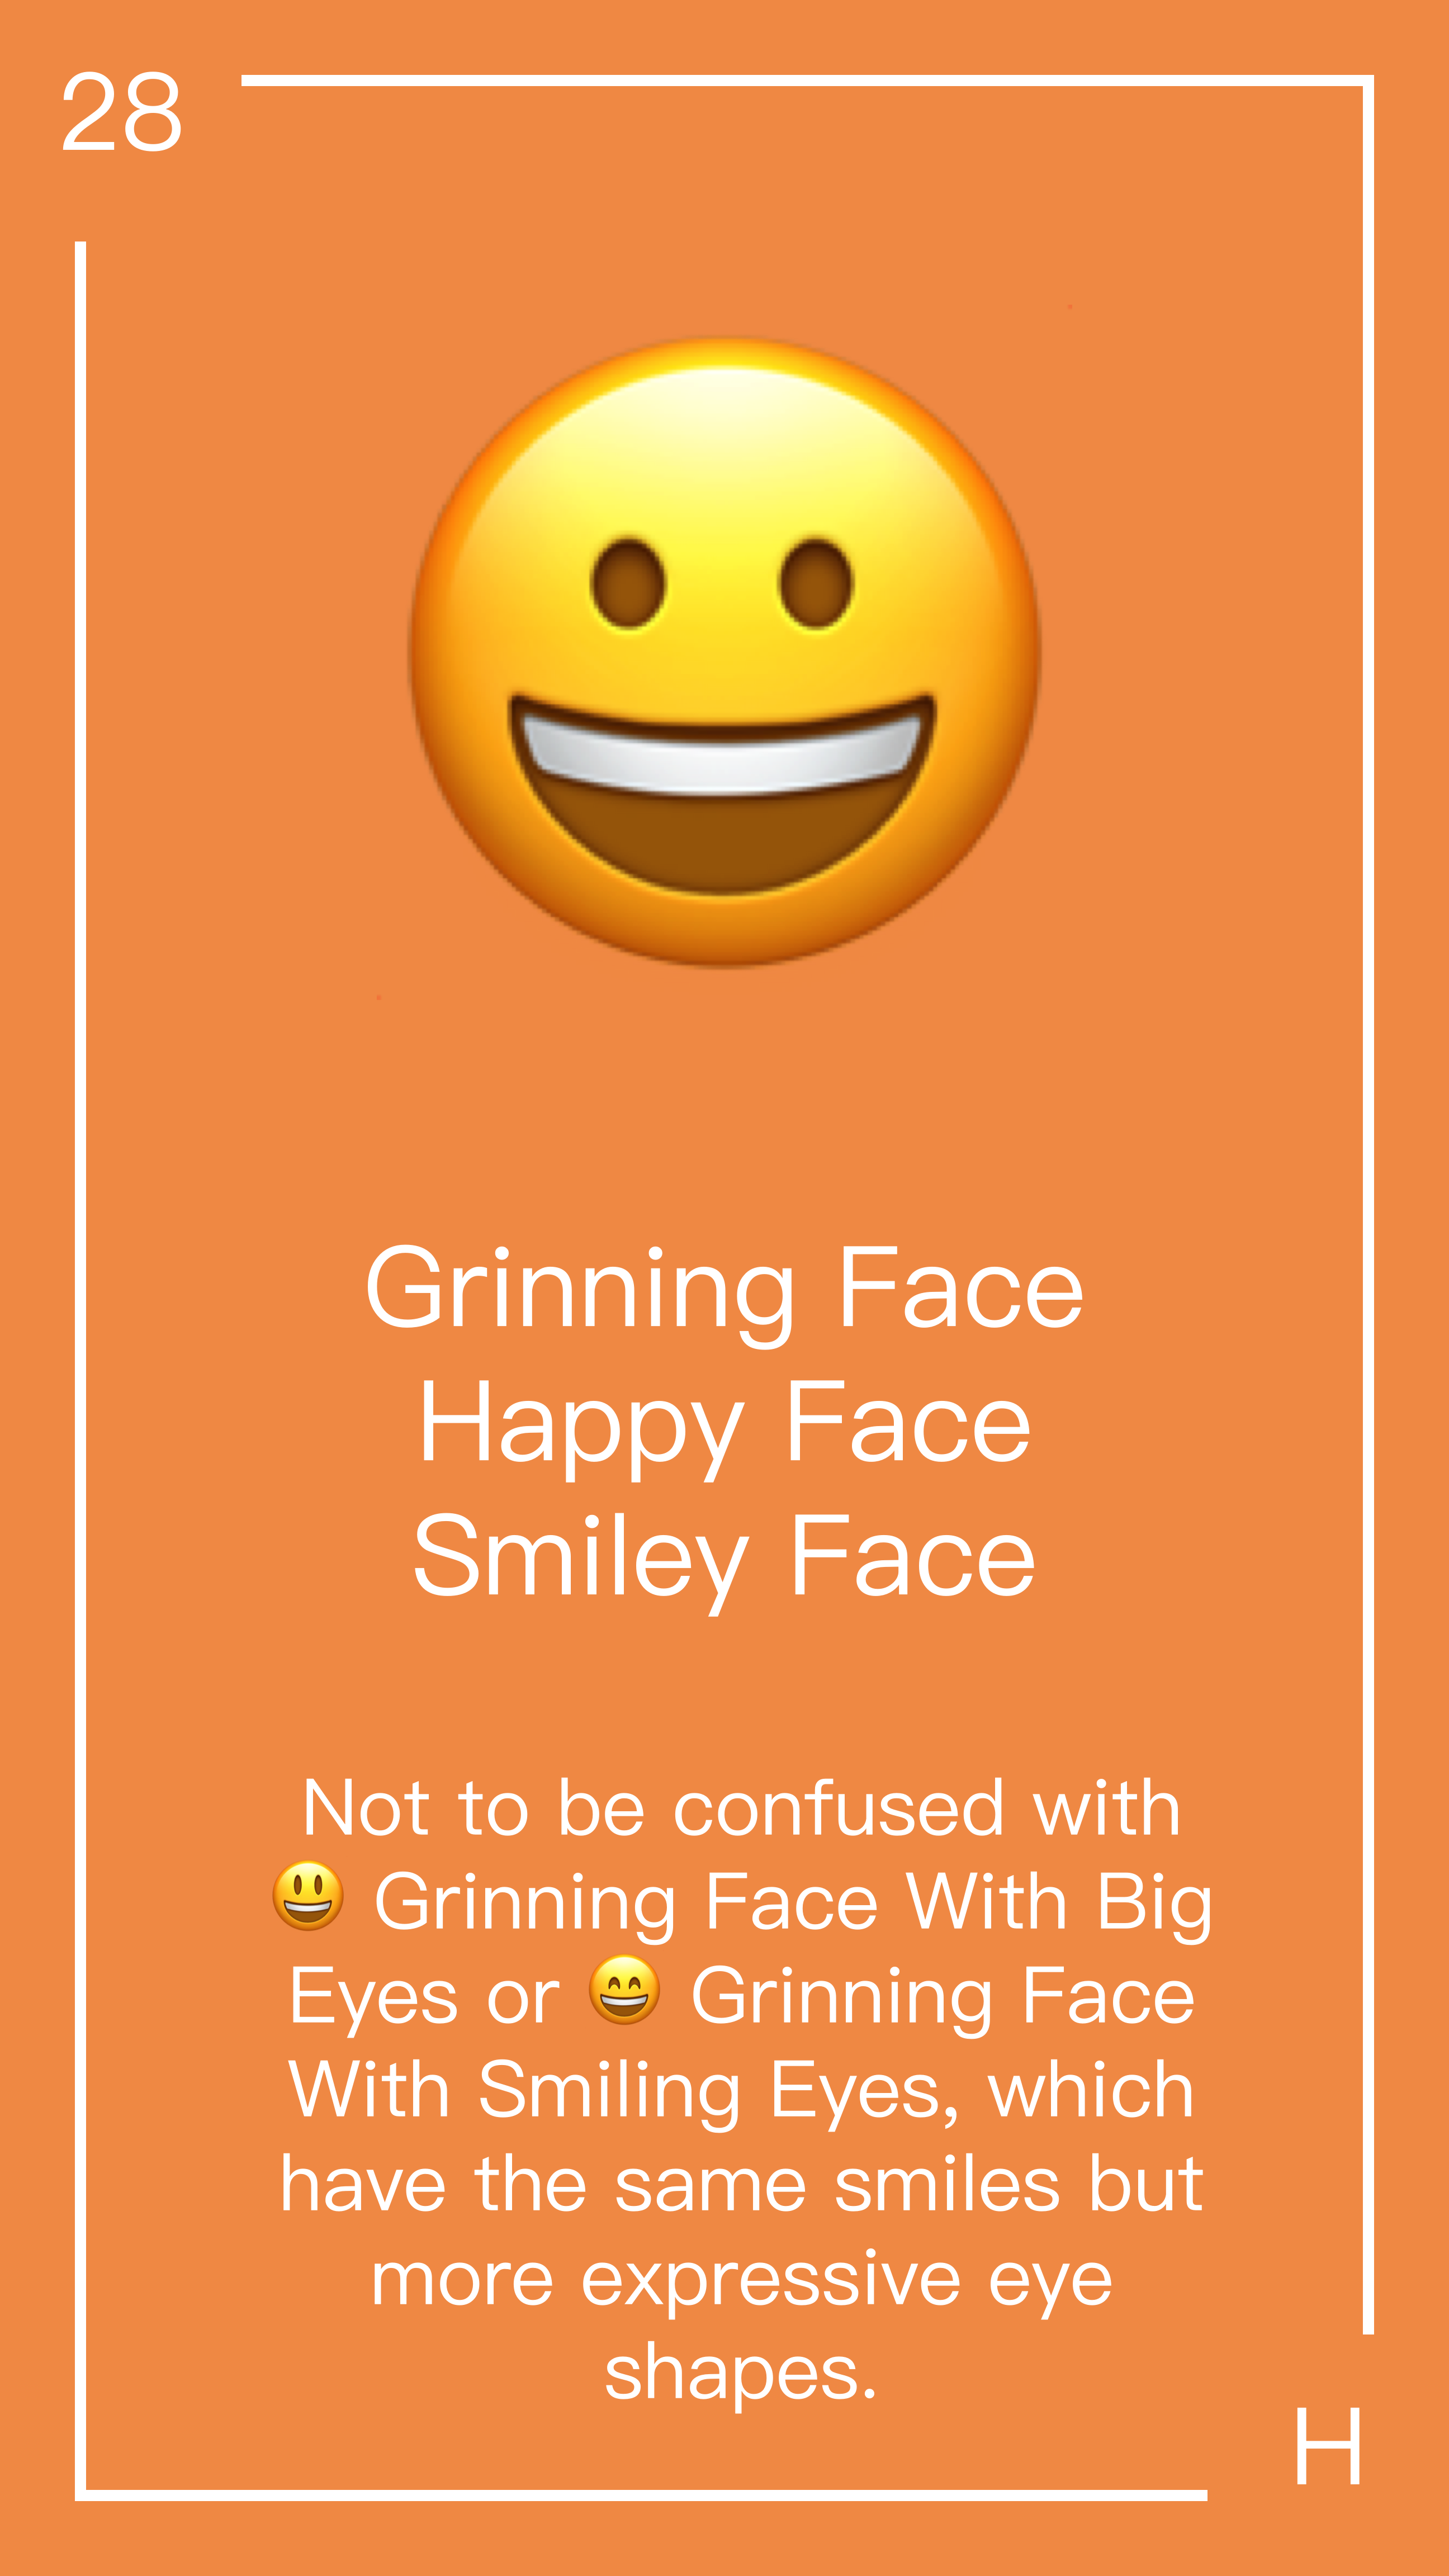 28
Grinning Face
Happy Face
Smiley Face
Not to be confused with
😃 Grinning Face With Big
Eyes or 😄 Grinning Face
With Smiling Eyes, which
have the same smiles but
more expressive eye
shapes.
H